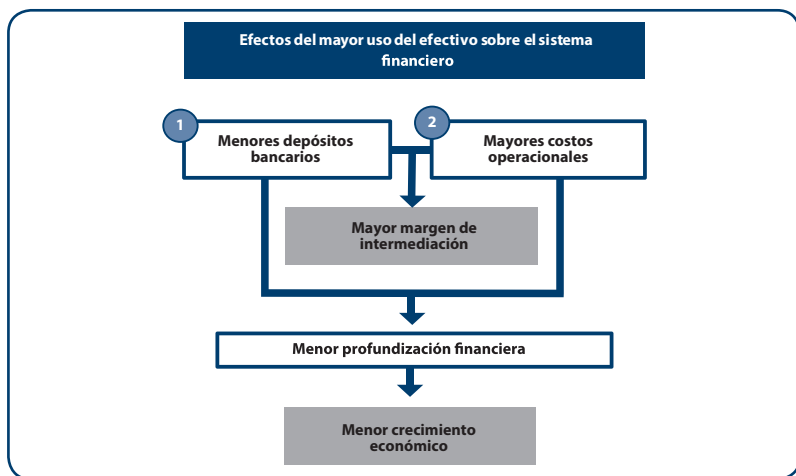 Efectos del mayor uso del efectivo sobre el sistema
financiero
1
Menores depósitos
bancarios
2
Mayores costos
operacionales
Mayor margen de
intermediación
Menor profundización financiera
Menor crecimiento
económico